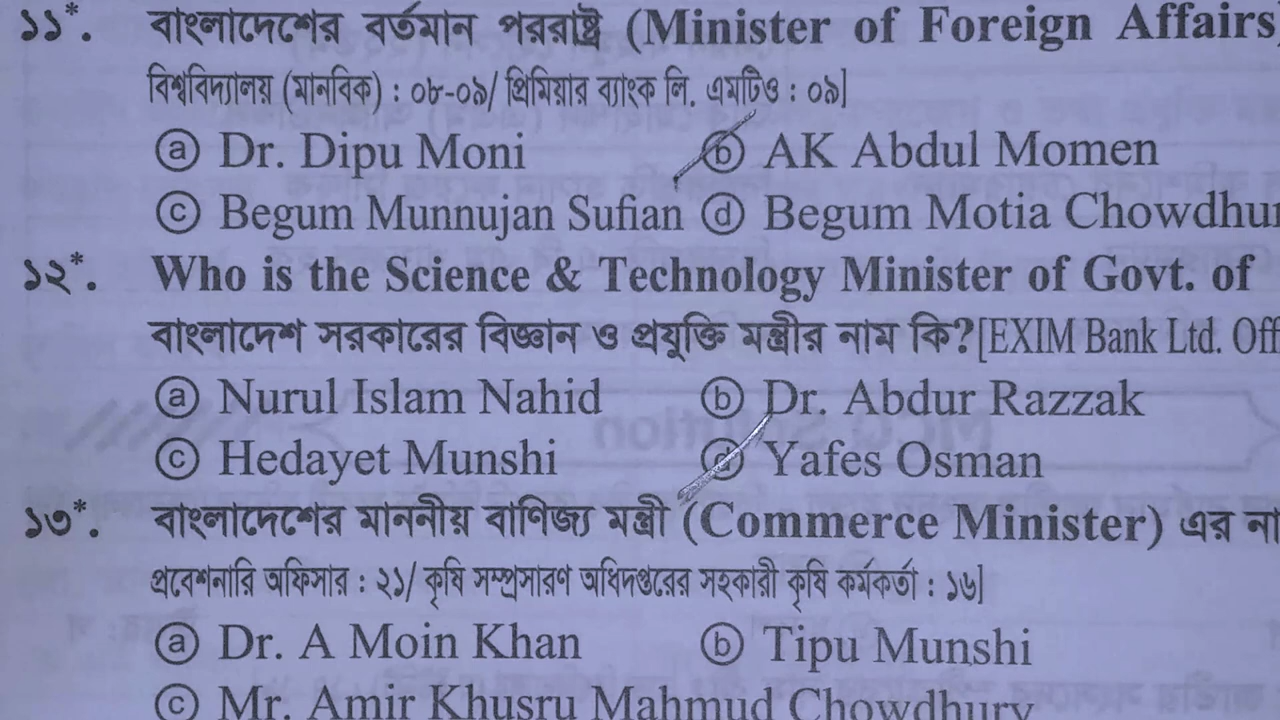 ১১*. বাংলাদেশের বর্তমান পররাষ্ট্র (Minister of Foreign Affairs)
বিশ্ববিদ্যালয় (মানবিক) : ০৮-০৯/ প্রিমিয়ার ব্যাংক লি. এমটিও : ০৯]
ⓐ Dr. Dipu Moni ⓑ AK Abdul Momen
ⓒ Begum Munnujan Sufian ⓓ Begum Motia Chowdhur
১২*. Who is the Science & Technology Minister of Govt. of
বাংলাদেশ সরকারের বিজ্ঞান ও প্রযুক্তি মন্ত্রীর নাম কি?[EXIM Bank Ltd. Off
ⓐ Nurul Islam Nahid ⓑ Dr. Abdur Razzak
ⓒ Hedayet Munshi ⓓ Yafes Osman
১৩*. বাংলাদেশের মাননীয় বাণিজ্য মন্ত্রী (Commerce Minister) এর না
প্রবেশনারি অফিসার : ২১/ কৃষি সম্প্রসারণ অধিদপ্তরের সহকারী কৃষি কর্মকর্তা : ১৬]
ⓐ Dr. A Moin Khan ⓑ Tipu Munshi
ⓒ Mr. Amir Khusru Mahmud Chowdhury